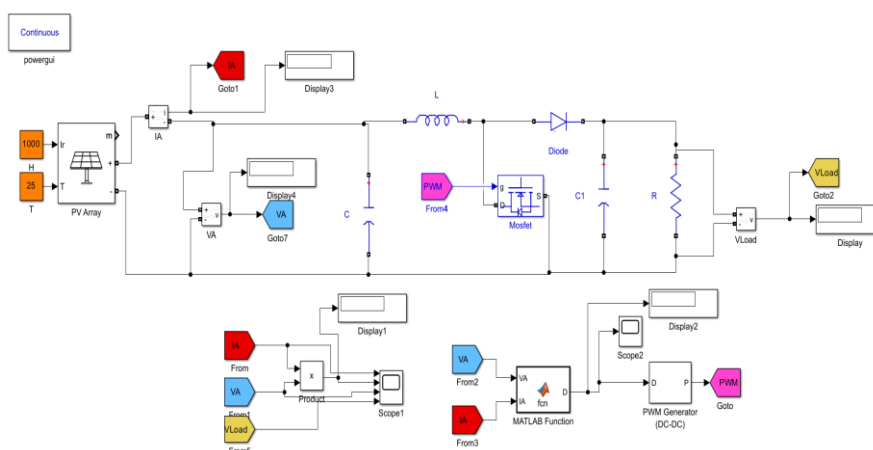 Continuous
powergui
IA
Goto1
Display3
i
+
-
IA
1000
H
25
T
Ir
T
m
+
-
PV Array
L
Diode
Display4
+
-
v
VA
VA
Goto7
C
PWM
From4
g
D
S
Mosfet
C1
R
+
-
v
VLoad
VLoad
Goto2
Display
Display1
IA
From
VA
From1
x
Product
VLoad
From5
Scope1
VA
From2
IA
From3
VA
IA
fcn
D
MATLAB Function
Display2
Scope2
D
P
PWM Generator
(DC-DC)
PWM
Goto